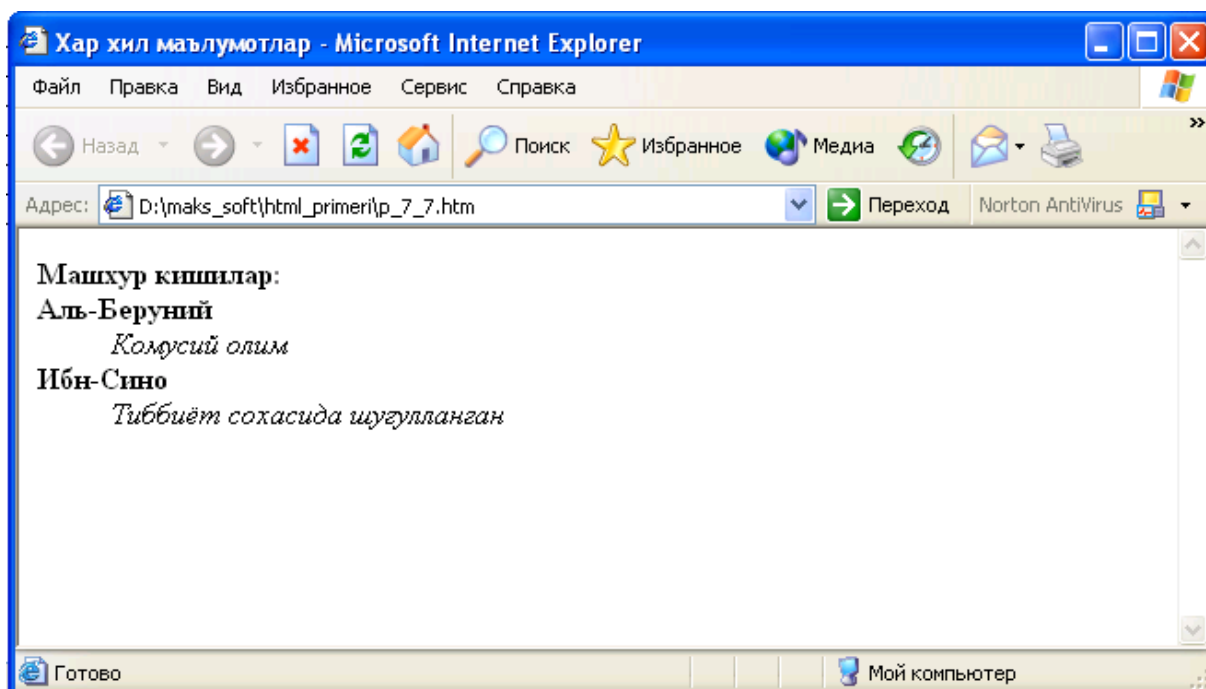 Хар хил маълумотлар - Microsoft Internet Explorer
Файл Правка Вид Избранное Сервис Справка
Назад Поиск Избранное Медиа »
Адрес: D:\maks_soft\html_primeri\p_7_7.htm Переход Norton AntiVirus
Машхур кишилар:
Аль-Беруний
Комусий олим
Ибн-Сино
Тиббиёт сохасида шугулланган
Готово Мой компьютер